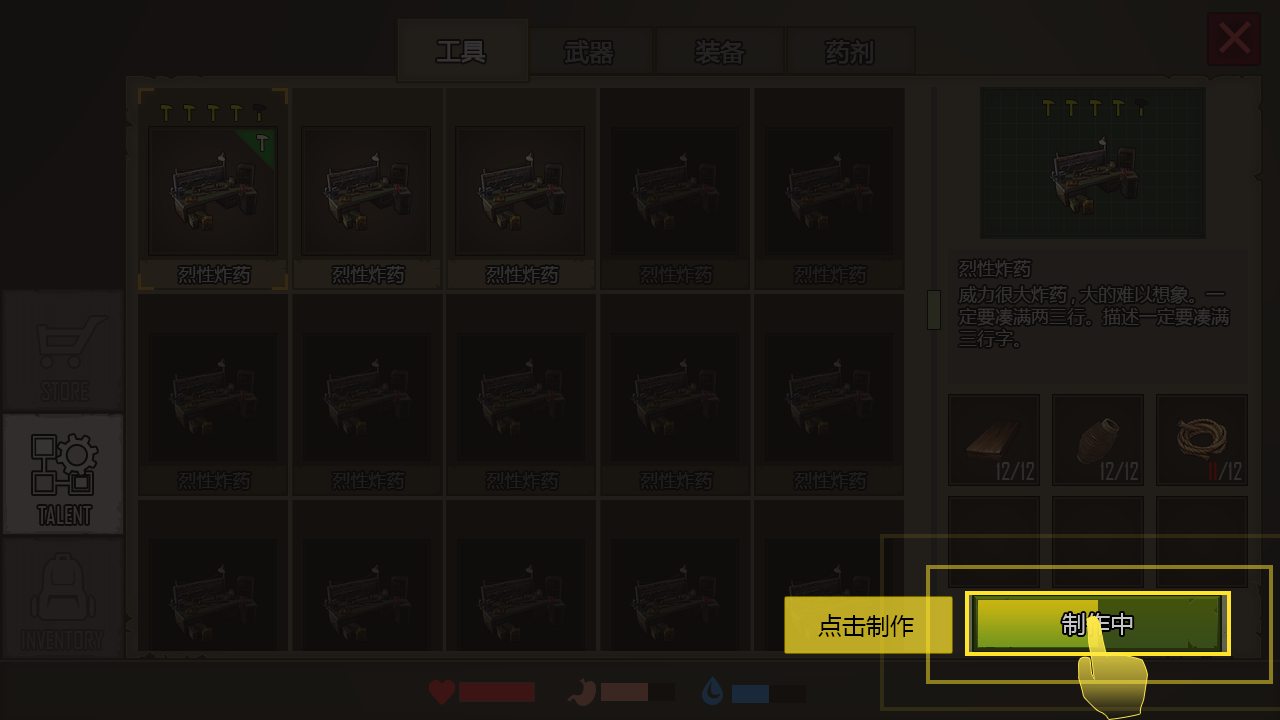 工具
武器
装备
药剂
烈性炸药
烈性炸药
烈性炸药
烈性炸药
烈性炸药
烈性炸药
烈性炸药
烈性炸药
烈性炸药
烈性炸药
STORE
TALENT
INVENTORY
烈性炸药
威力很大炸药,大的难以想象。一
定要凑满两三行。描述一定要凑满
三行字。
12/12
12/12
11/12
点击制作
制作中